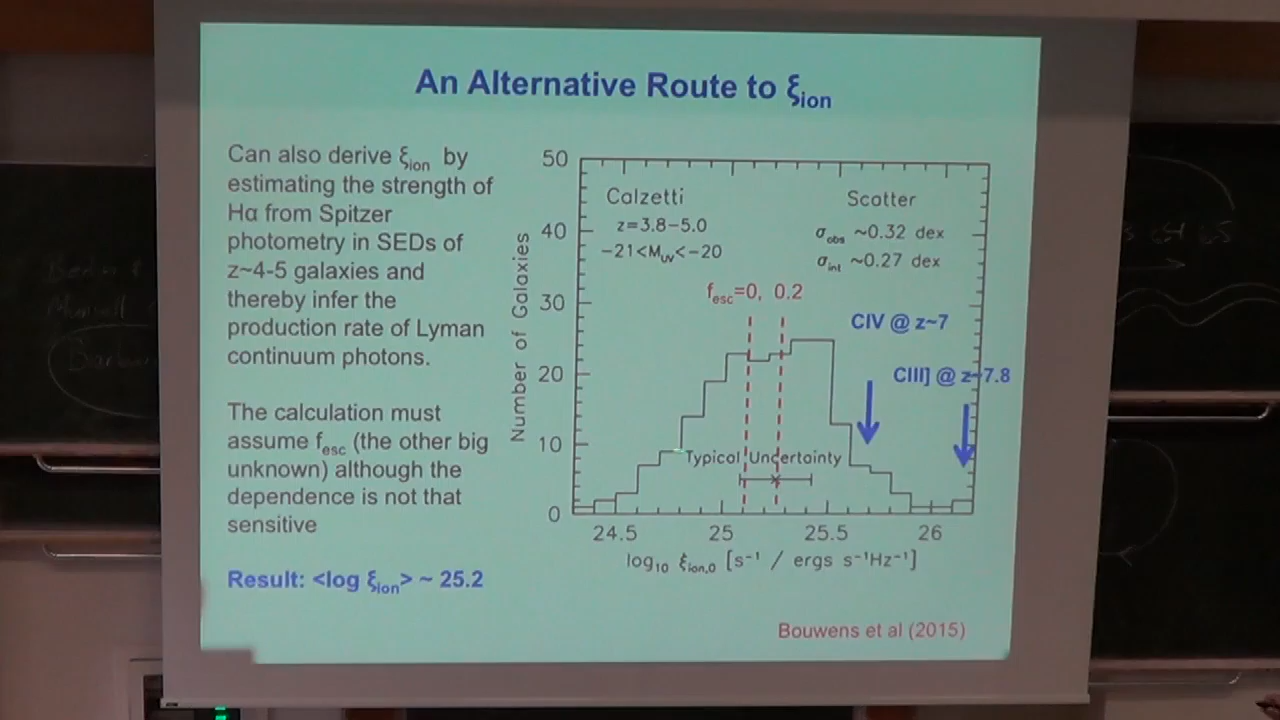 An Alternative Route to ξion
Can also derive ξion by
estimating the strength of
Hα from Spitzer
photometry in SEDs of
z~4-5 galaxies and
thereby infer the
production rate of Lyman
continuum photons.
The calculation must
assume fesc (the other big
unknown) although the
dependence is not that
sensitive
Result: <log ξion> ~ 25.2
50
40
30
20
10
0
Number of Galaxies
Calzetti
z=3.8−5.0
−21<MUV<−20
Scatter
σobs ~0.32 dex
σint ~0.27 dex
fesc=0, 0.2
CIV @ z~7
CIII] @ z~7.8
Typical Uncertainty
24.5 25 25.5 26
log10 ξion,0 [s−1 / ergs s−1Hz−1]
Bouwens et al (2015)